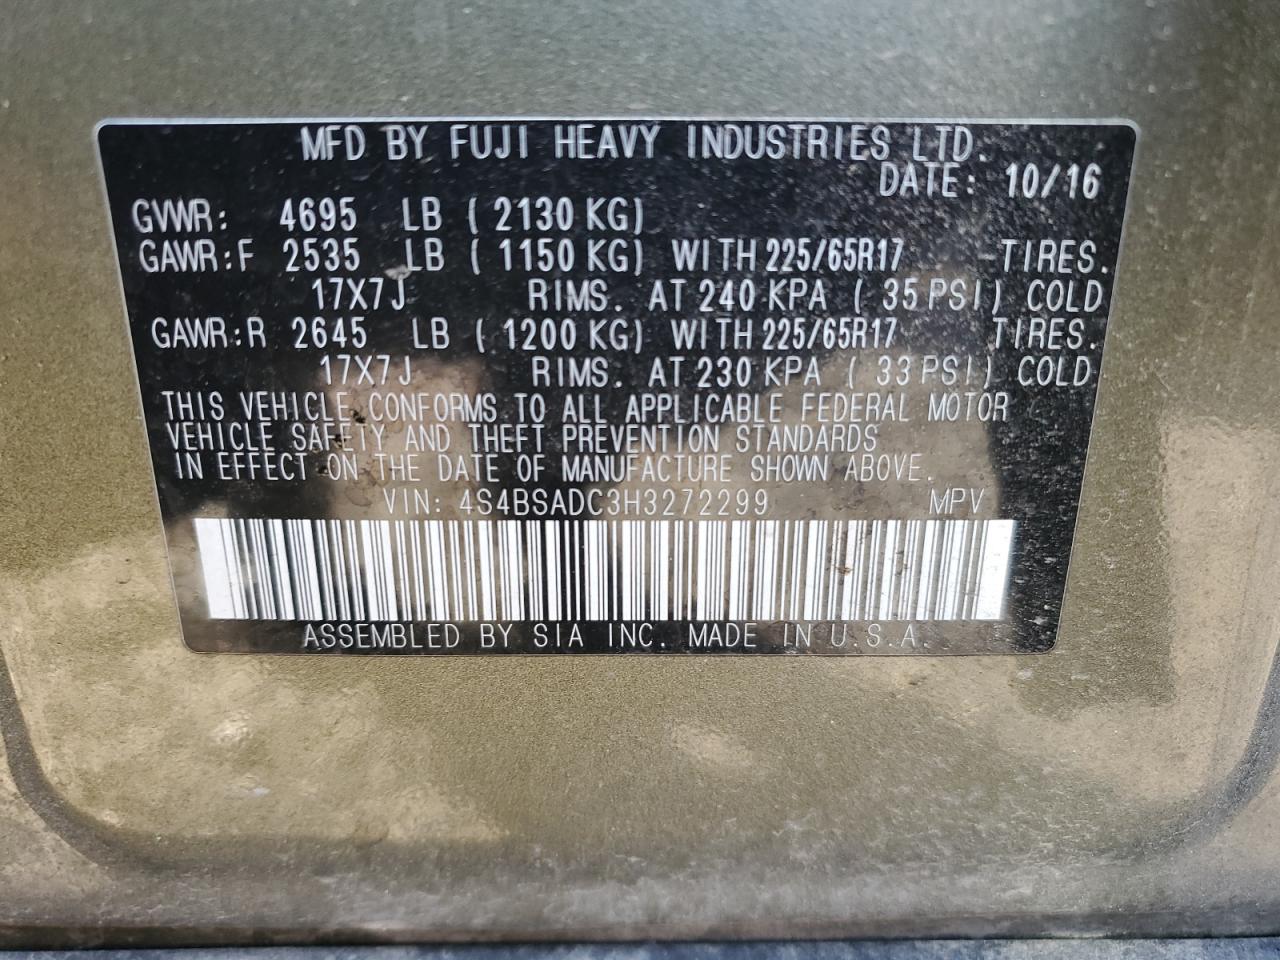 MFD BY FUJI HEAVY INDUSTRIES LTD.
DATE: 10/16
GVWR: 4695 LB ( 2130 KG)
GAWR:F 2535 LB ( 1150 KG) WITH 225/65R17 TIRES.
17X7J RIMS. AT 240 KPA ( 35 PSI) COLD
GAWR:R 2645 LB ( 1200 KG) WITH 225/65R17 TIRES.
17X7J RIMS. AT 230 KPA ( 33 PSI) COLD
THIS VEHICLE CONFORMS TO ALL APPLICABLE FEDERAL MOTOR
VEHICLE SAFETY AND THEFT PREVENTION STANDARDS
IN EFFECT ON THE DATE OF MANUFACTURE SHOWN ABOVE.
VIN: 4S4BSADC3H3272299 MPV
ASSEMBLED BY SIA INC. MADE IN U.S.A.